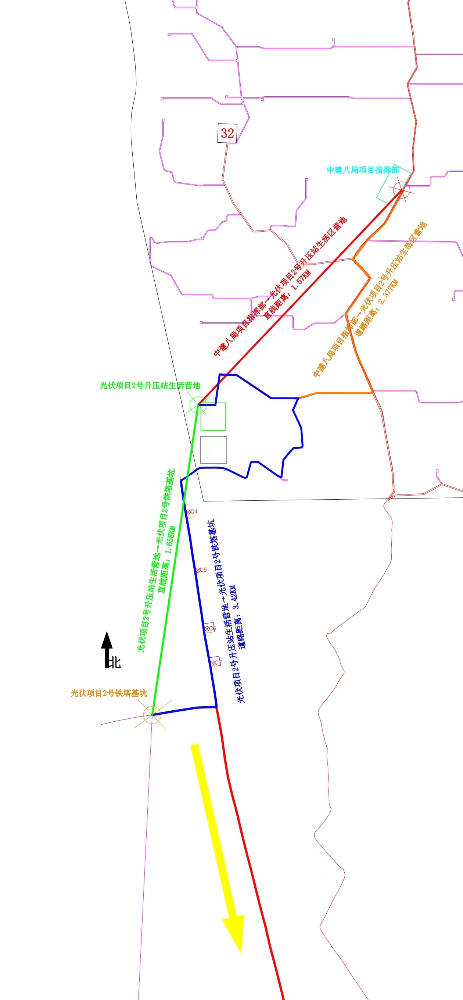 32
中建八局项目指挥部
中建八局项目指挥部→光伏项目2号升压站生活区营地
直线距离：1.57KM
中建八局项目指挥部→光伏项目2号升压站生活区营地
道路距离：2.377KM
光伏项目2号升压站生活营地
G4
光伏项目2号升压站生活营地→光伏项目2号铁塔基坑
直线距离：1.658KM
光伏项目2号升压站生活营地→光伏项目2号铁塔基坑
道路距离：3.42KM
G5
G6
G7
北
光伏项目2号铁塔基坑